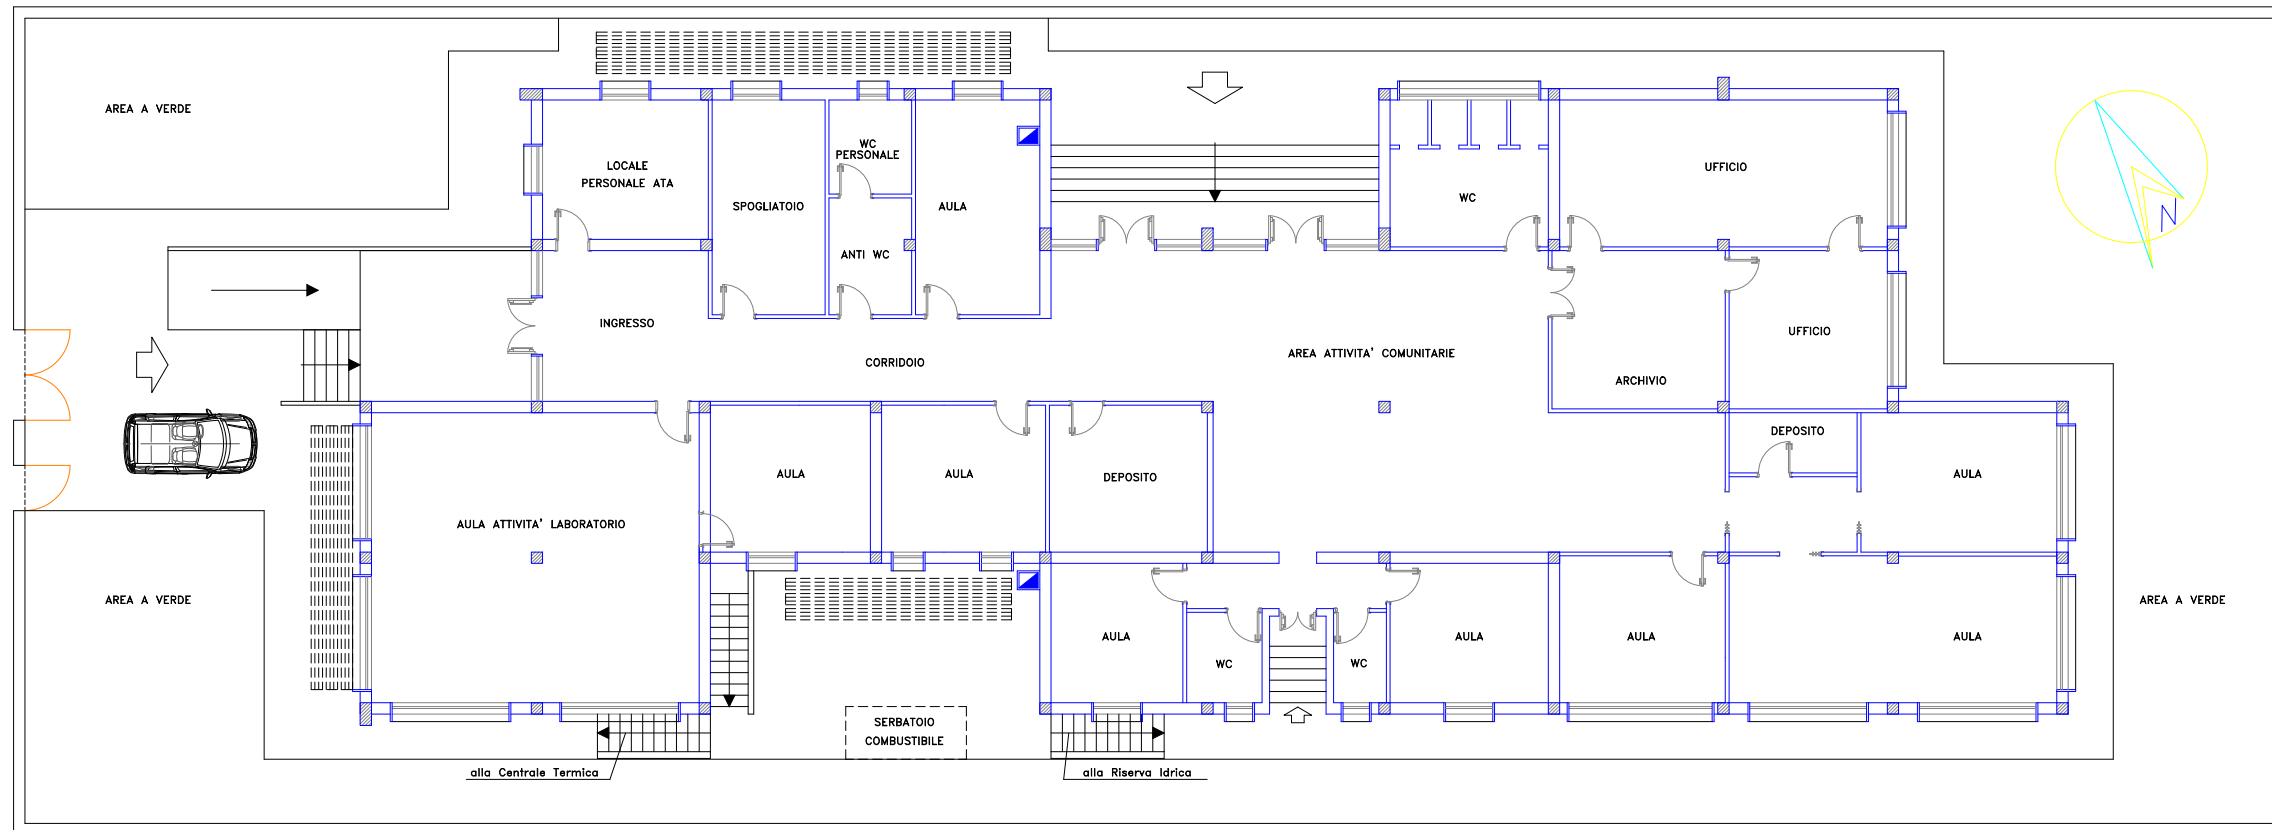 AREA A VERDE
LOCALE
PERSONALE ATA
SPOGLIATOIO
WC
PERSONALE
ANTI WC
AULA
WC
UFFICIO
N
INGRESSO
CORRIDOIO
AREA ATTIVITA' COMUNITARIE
ARCHIVIO
UFFICIO
DEPOSITO
AULA
AULA
AULA
DEPOSITO
AULA ATTIVITA' LABORATORIO
AREA A VERDE
AREA A VERDE
AULA
WC
WC
AULA
AULA
AULA
SERBATOIO
COMBUSTIBILE
alla Centrale Termica
alla Riserva Idrica